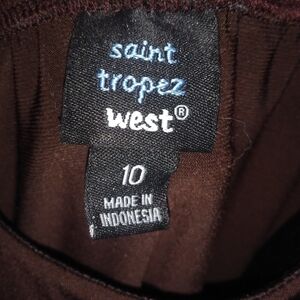 saint
tropez
west®
10
MADE IN
INDONESIA